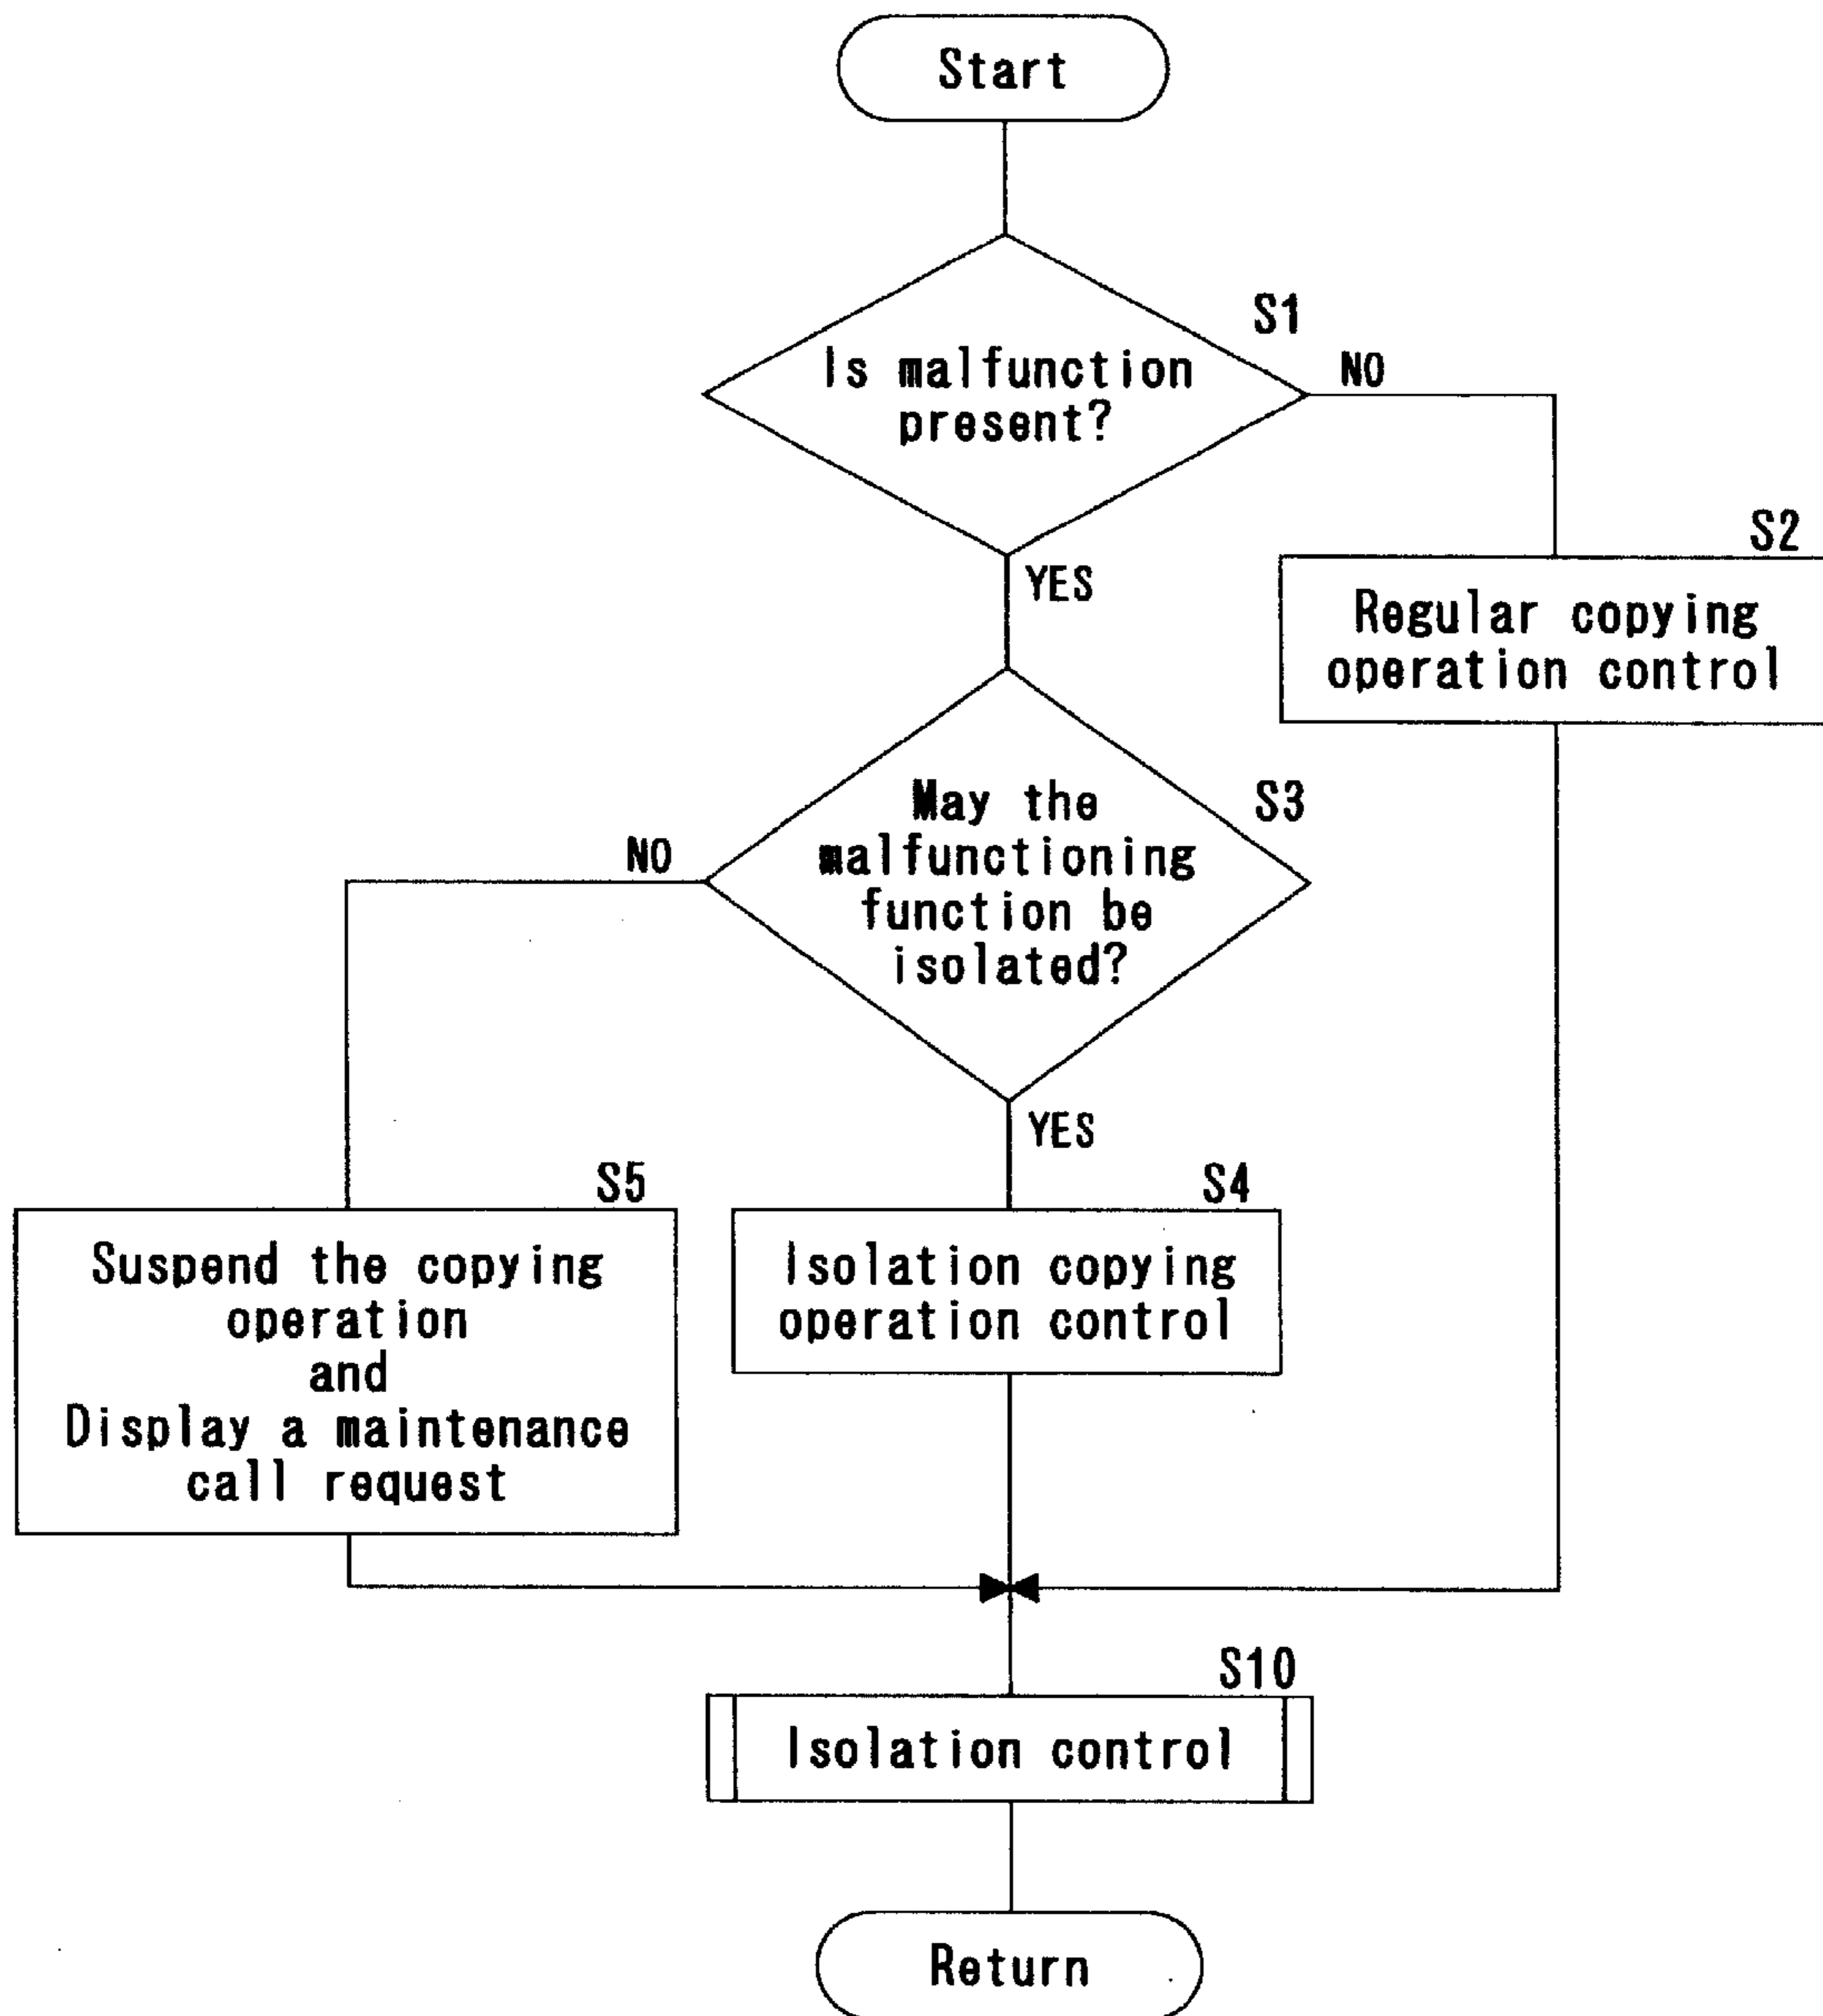 Start
S1
Is malfunction
present?
NO
YES
S2
Regular copying
operation control
S3
May the
malfunctioning
function be
isolated?
NO
YES
S5
Suspend the copying
operation
and
Display a maintenance
call request
S4
Isolation copying
operation control
S10
Isolation control
Return